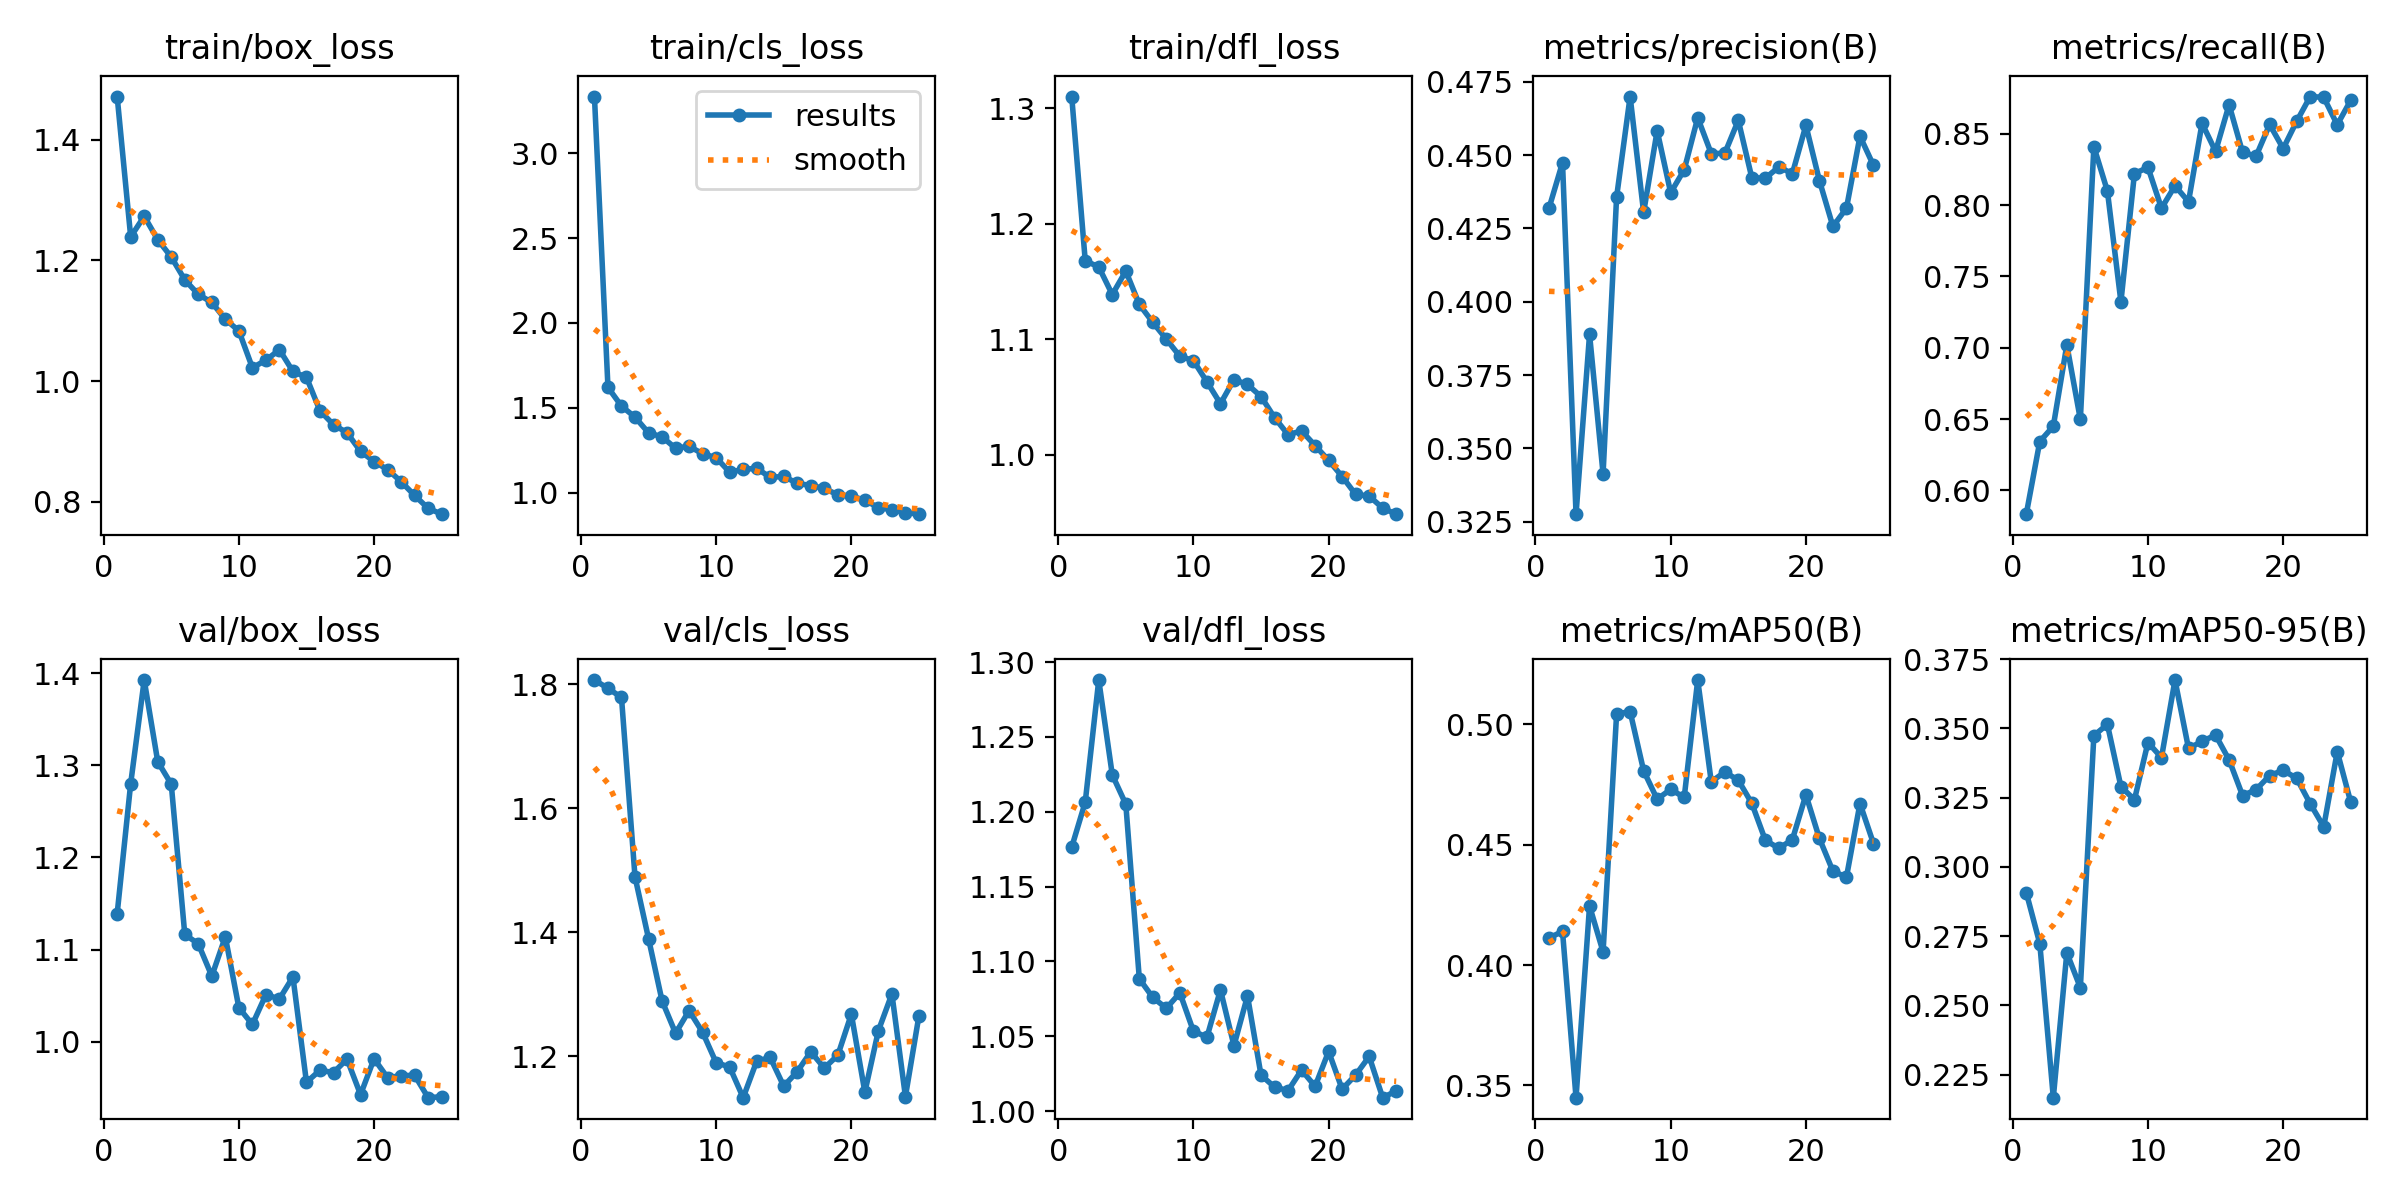 train/box_loss
1.4
1.2
1.0
0.8
0 10 20
train/cls_loss
results
smooth
3.0
2.5
2.0
1.5
1.0
0 10 20
train/dfl_loss
1.3
1.2
1.1
1.0
0 10 20
metrics/precision(B)
0.475
0.450
0.425
0.400
0.375
0.350
0.325
0 10 20
metrics/recall(B)
0.85
0.80
0.75
0.70
0.65
0.60
0 10 20
val/box_loss
1.4
1.3
1.2
1.1
1.0
0 10 20
val/cls_loss
1.8
1.6
1.4
1.2
0 10 20
val/dfl_loss
1.30
1.25
1.20
1.15
1.10
1.05
1.00
0 10 20
metrics/mAP50(B)
0.50
0.45
0.40
0.35
0 10 20
metrics/mAP50-95(B)
0.375
0.350
0.325
0.300
0.275
0.250
0.225
0 10 20